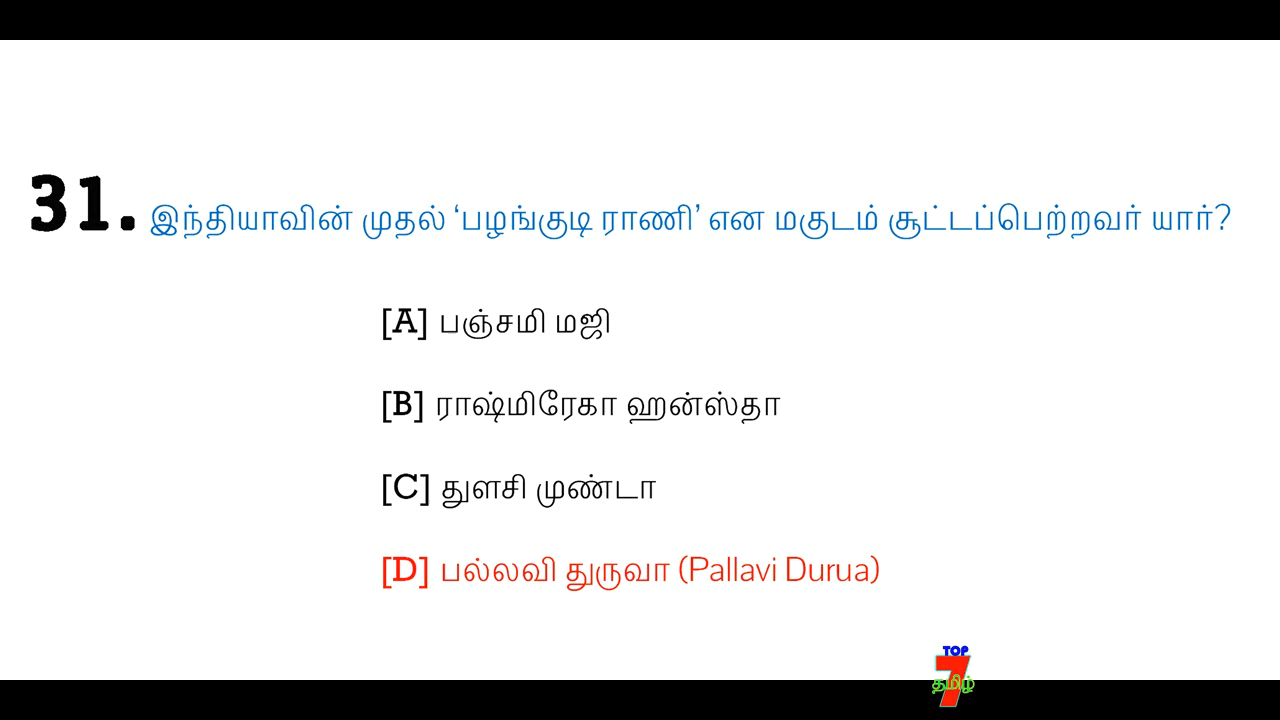 31. இந்தியாவின் முதல் ‘பழங்குடி ராணி’ என மகுடம் சூட்டப்பெற்றவர் யார்?
[A] பஞ்சமி மஜி
[B] ராஷ்மிரேகா ஹன்ஸ்தா
[C] துளசி முண்டா
[D] பல்லவி துருவா (Pallavi Durua)
TOP
7
தமிழ்